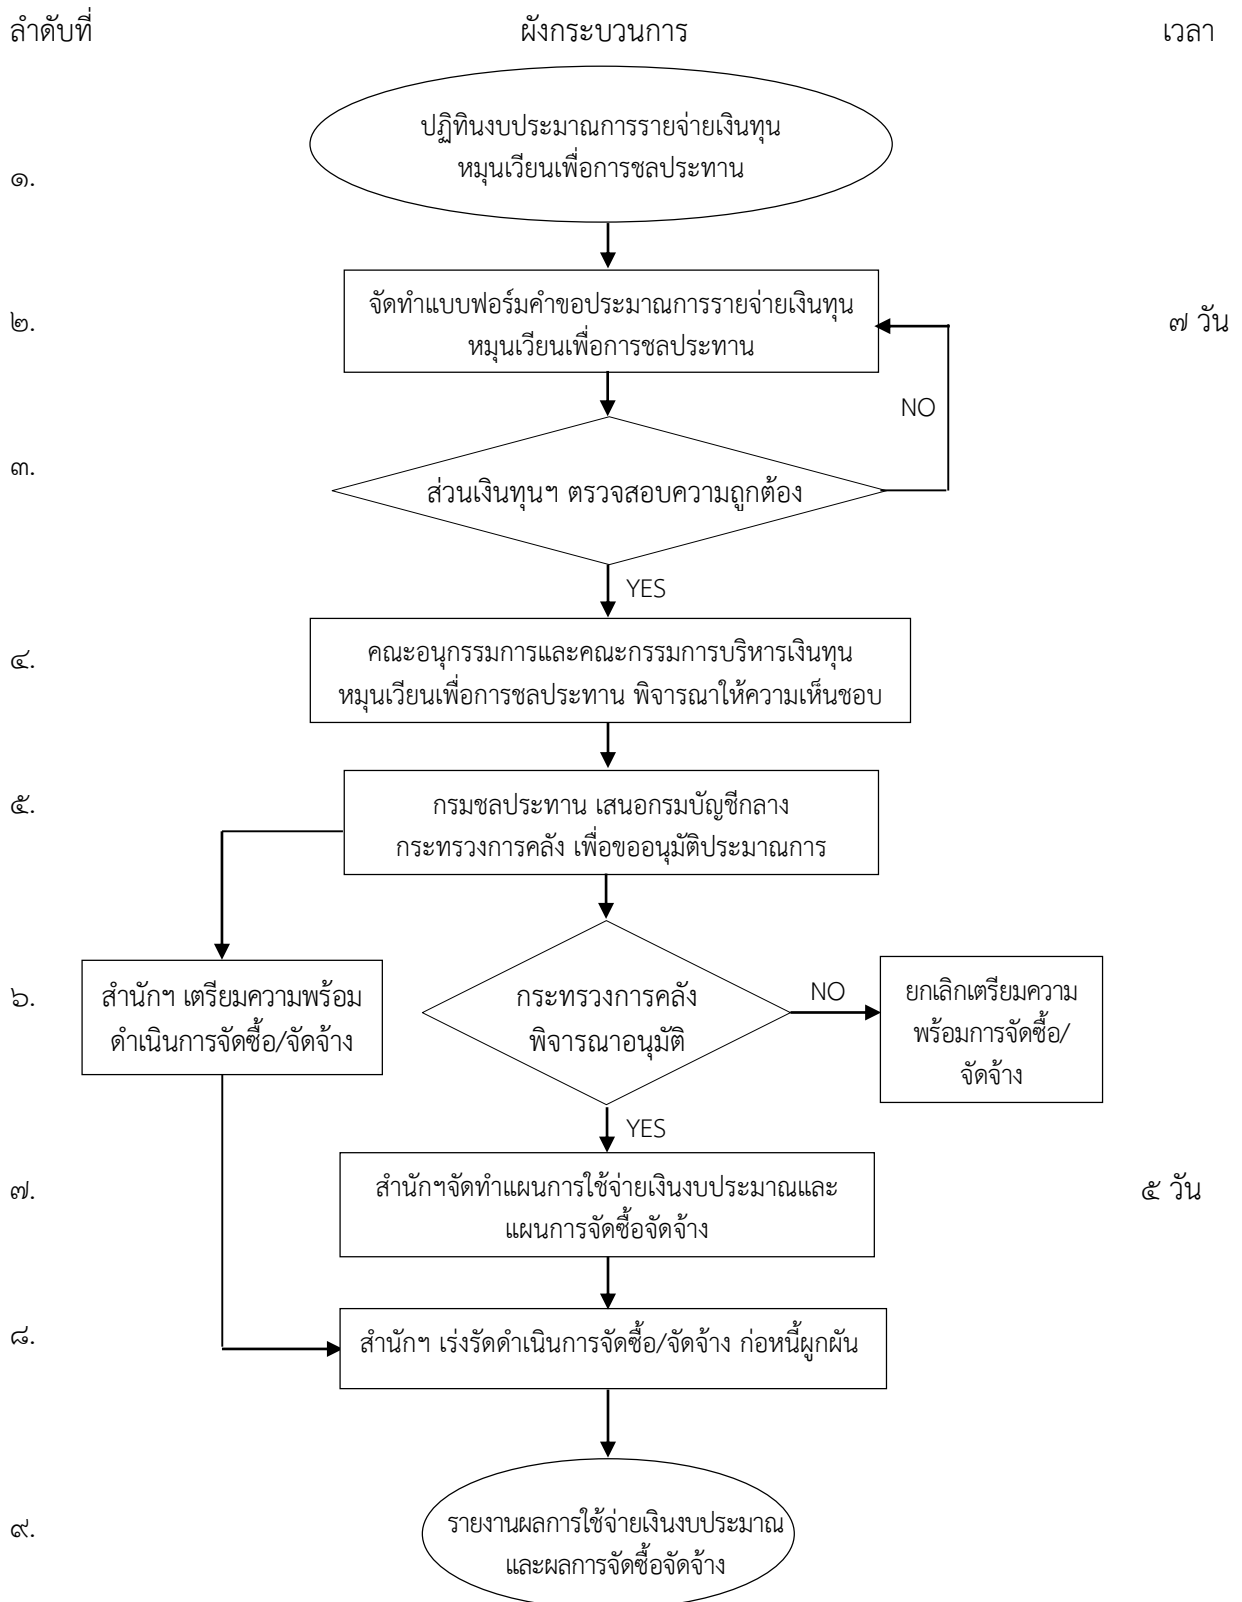 ลำดับที่ ผังกระบวนการ เวลา
ปฏิทินงบประมาณการรายจ่ายเงินทุน
หมุนเวียนเพื่อการชลประทาน
๑.
จัดทำแบบฟอร์มคำขอประมาณการรายจ่ายเงินทุน
หมุนเวียนเพื่อการชลประทาน
๒.
๗ วัน
NO
๓.
ส่วนเงินทุนฯ ตรวจสอบความถูกต้อง
YES
๔.
คณะอนุกรรมการและคณะกรรมการบริหารเงินทุน
หมุนเวียนเพื่อการชลประทาน พิจารณาให้ความเห็นชอบ
๕.
กรมชลประทาน เสนอกรมบัญชีกลาง
กระทรวงการคลัง เพื่อขออนุมัติประมาณการ
๖.
สำนักฯ เตรียมความพร้อม
ดำเนินการจัดซื้อ/จัดจ้าง
กระทรวงการคลัง
พิจารณาอนุมัติ
NO
ยกเลิกเตรียมความ
พร้อมการจัดซื้อ/
จัดจ้าง
YES
๗.
สำนักฯจัดทำแผนการใช้จ่ายเงินงบประมาณและ
แผนการจัดซื้อจัดจ้าง
๕ วัน
๘.
สำนักฯ เร่งรัดดำเนินการจัดซื้อ/จัดจ้าง ก่อหนี้ผูกผัน
๙.
รายงานผลการใช้จ่ายเงินงบประมาณ
และผลการจัดซื้อจัดจ้าง